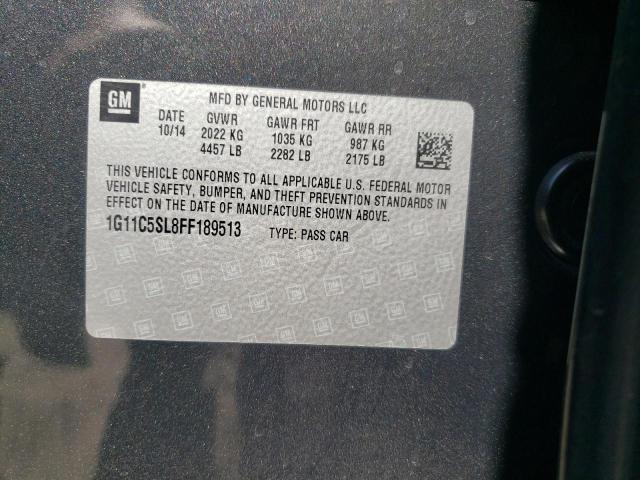 GM
MFD BY GENERAL MOTORS LLC
DATE GVWR GAWR FRT GAWR RR
10/14 2022 KG 1035 KG 987 KG
4457 LB 2282 LB 2175 LB
THIS VEHICLE CONFORMS TO ALL APPLICABLE U.S. FEDERAL MOTOR
VEHICLE SAFETY, BUMPER, AND THEFT PREVENTION STANDARDS IN
EFFECT ON THE DATE OF MANUFACTURE SHOWN ABOVE.
1G11C5SL8FF189513 TYPE: PASS CAR